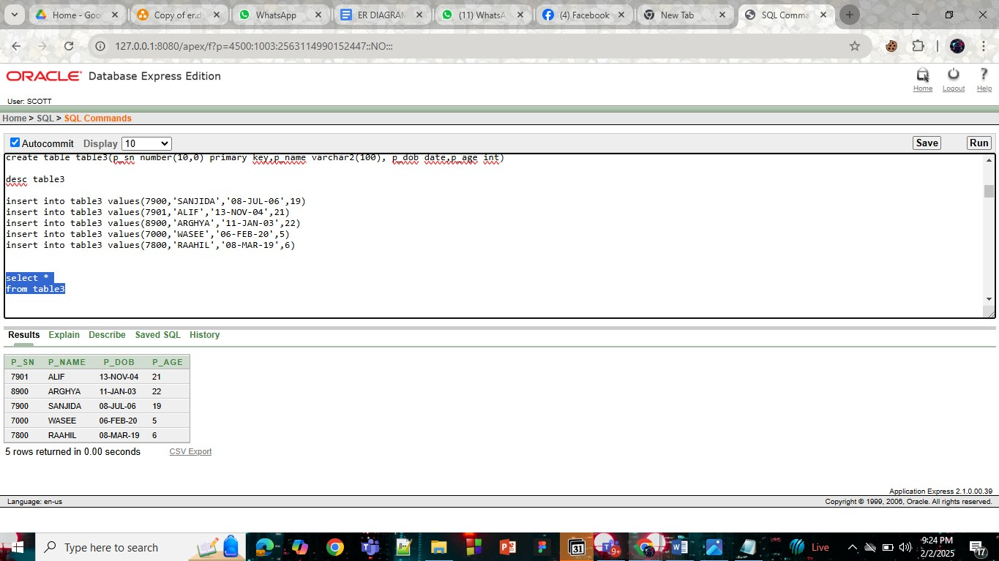 Home - Goo
Copy of er.d
WhatsApp
ER DIAGRAM
(11) WhatsA
(4) Facebook
New Tab
SQL Comma
127.0.0.1:8080/apex/f?p=4500:1003:2563114990152447::NO:::
ORACLE Database Express Edition
Home
Logout
Help
User: SCOTT
Home > SQL > SQL Commands
Autocommit Display 10
Save
Run
create table table3(p_sn number(10,0) primary key,p_name varchar2(100), p_dob date,p_age int)
desc table3
insert into table3 values(7900,'SANJIDA','08-JUL-06',19)
insert into table3 values(7901,'ALIF','13-NOV-04',21)
insert into table3 values(8900,'ARGHYA','11-JAN-03',22)
insert into table3 values(7000,'WASEE','06-FEB-20',5)
insert into table3 values(7800,'RAAHIL','08-MAR-19',6)
select *
from table3
Results Explain Describe Saved SQL History
P_SN P_NAME P_DOB P_AGE
7901 ALIF 13-NOV-04 21
8900 ARGHYA 11-JAN-03 22
7900 SANJIDA 08-JUL-06 19
7000 WASEE 06-FEB-20 5
7800 RAAHIL 08-MAR-19 6
5 rows returned in 0.00 seconds
CSV Export
Application Express 2.1.0.00.39
Language: en-us
Copyright © 1999, 2006, Oracle. All rights reserved.
Type here to search
31
9+
Live
9:24 PM
2/2/2025
17